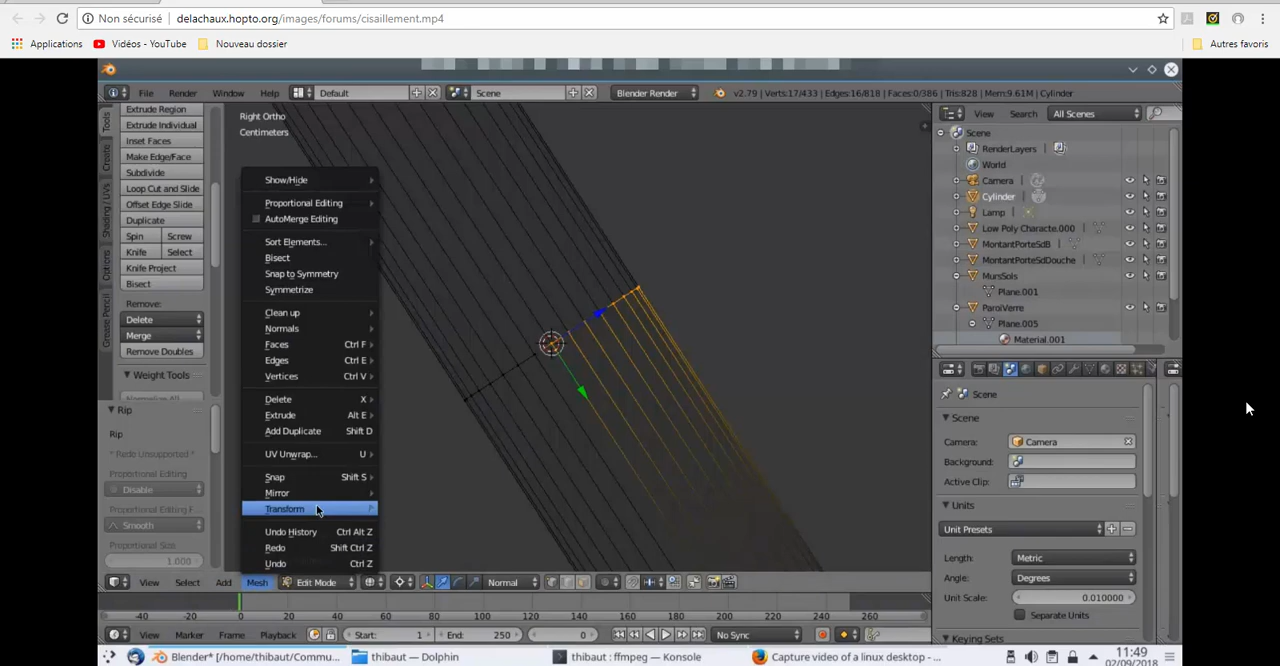 Non sécurisé | delachaux.hopto.org/images/forums/cisaillement.mp4
Applications Vidéos - YouTube Nouveau dossier Autres favoris
File Render Window Help Default Scene Blender Render v2.79 | Verts:17/433 | Edges:16/818 | Faces:0/386 | Tris:828 | Mem:9.61M | Cylinder
Tools
Create
Shading / UVs
Options
Grease Pencil
Extrude Region
Extrude Individual
Inset Faces
Make Edge/Face
Subdivide
Loop Cut and Slide
Offset Edge Slide
Duplicate
Spin Screw
Knife Select
Knife Project
Bisect
Remove:
Delete
Merge
Remove Doubles
Weight Tools
Rip
Rip
* Redo Unsupported *
Proportional Editing
Disable
Proportional Editing F
Smooth
Proportional Size
1.000
Right Ortho
Centimeters
Show/Hide
Proportional Editing
AutoMerge Editing
Sort Elements...
Bisect
Snap to Symmetry
Symmetrize
Clean up
Normals
Faces Ctrl F
Edges Ctrl E
Vertices Ctrl V
Delete X
Extrude Alt E
Add Duplicate Shift D
UV Unwrap... U
Snap Shift S
Mirror
Transform
Undo History Ctrl Alt Z
Redo Shift Ctrl Z
Undo Ctrl Z
View Select Add Mesh Edit Mode Normal
View Search All Scenes
Scene
RenderLayers
World
Camera
Cylinder
Lamp
Low Poly Characte.000
MontantPorteSdB
MontantPorteSdDouche
MursSols
Plane.001
ParoiVerre
Plane.005
Material.001
Scene
Scene
Camera: Camera
Background:
Active Clip:
Units
Unit Presets
Length: Metric
Angle: Degrees
Unit Scale: 0.010000
Separate Units
Keying Sets
-40 -20 0 20 40 60 80 100 120 140 160 180 200 220 240 260
View Marker Frame Playback Start: 1 End: 250 0 No Sync
Blender* [/home/thibaut/Commu... thibaut — Dolphin thibaut : ffmpeg — Konsole Capture video of a linux desktop - ...
11:49
02/09/2018